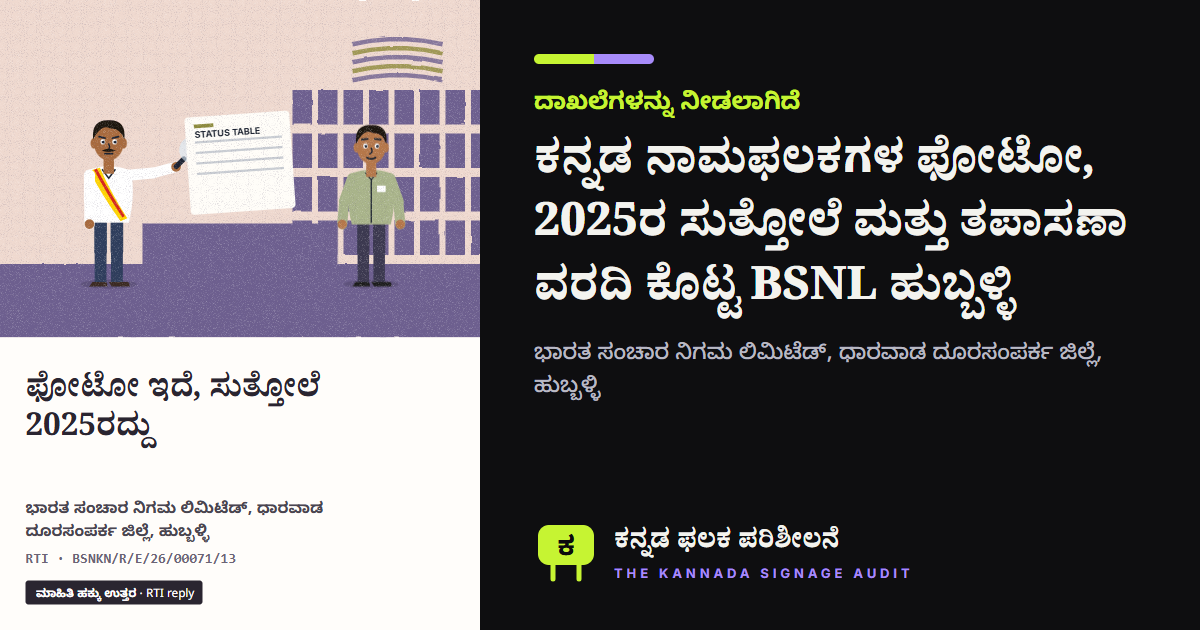 STATUS TABLE
ಫೋಟೋ ಇದೆ, ಸುತ್ತೋಲೆ
2025ರದ್ದು
ಭಾರತ ಸಂಚಾರ ನಿಗಮ ಲಿಮಿಟೆಡ್, ಧಾರವಾಡ
ದೂರಸಂಪರ್ಕ ಜಿಲ್ಲೆ, ಹುಬ್ಬಳ್ಳಿ
RTI · BSNKN/R/E/26/00071/13
ಮಾಹಿತಿ ಹಕ್ಕು ಉತ್ತರ · RTI reply
ದಾಖಲೆಗಳನ್ನು ನೀಡಲಾಗಿದೆ
ಕನ್ನಡ ನಾಮಫಲಕಗಳ ಫೋಟೋ,
2025ರ ಸುತ್ತೋಲೆ ಮತ್ತು ತಪಾಸಣಾ
ವರದಿ ಕೊಟ್ಟ BSNL ಹುಬ್ಬಳ್ಳಿ
ಭಾರತ ಸಂಚಾರ ನಿಗಮ ಲಿಮಿಟೆಡ್, ಧಾರವಾಡ ದೂರಸಂಪರ್ಕ ಜಿಲ್ಲೆ,
ಹುಬ್ಬಳ್ಳಿ
ಕ
ಕನ್ನಡ ಫಲಕ ಪರಿಶೀಲನೆ
THE KANNADA SIGNAGE AUDIT